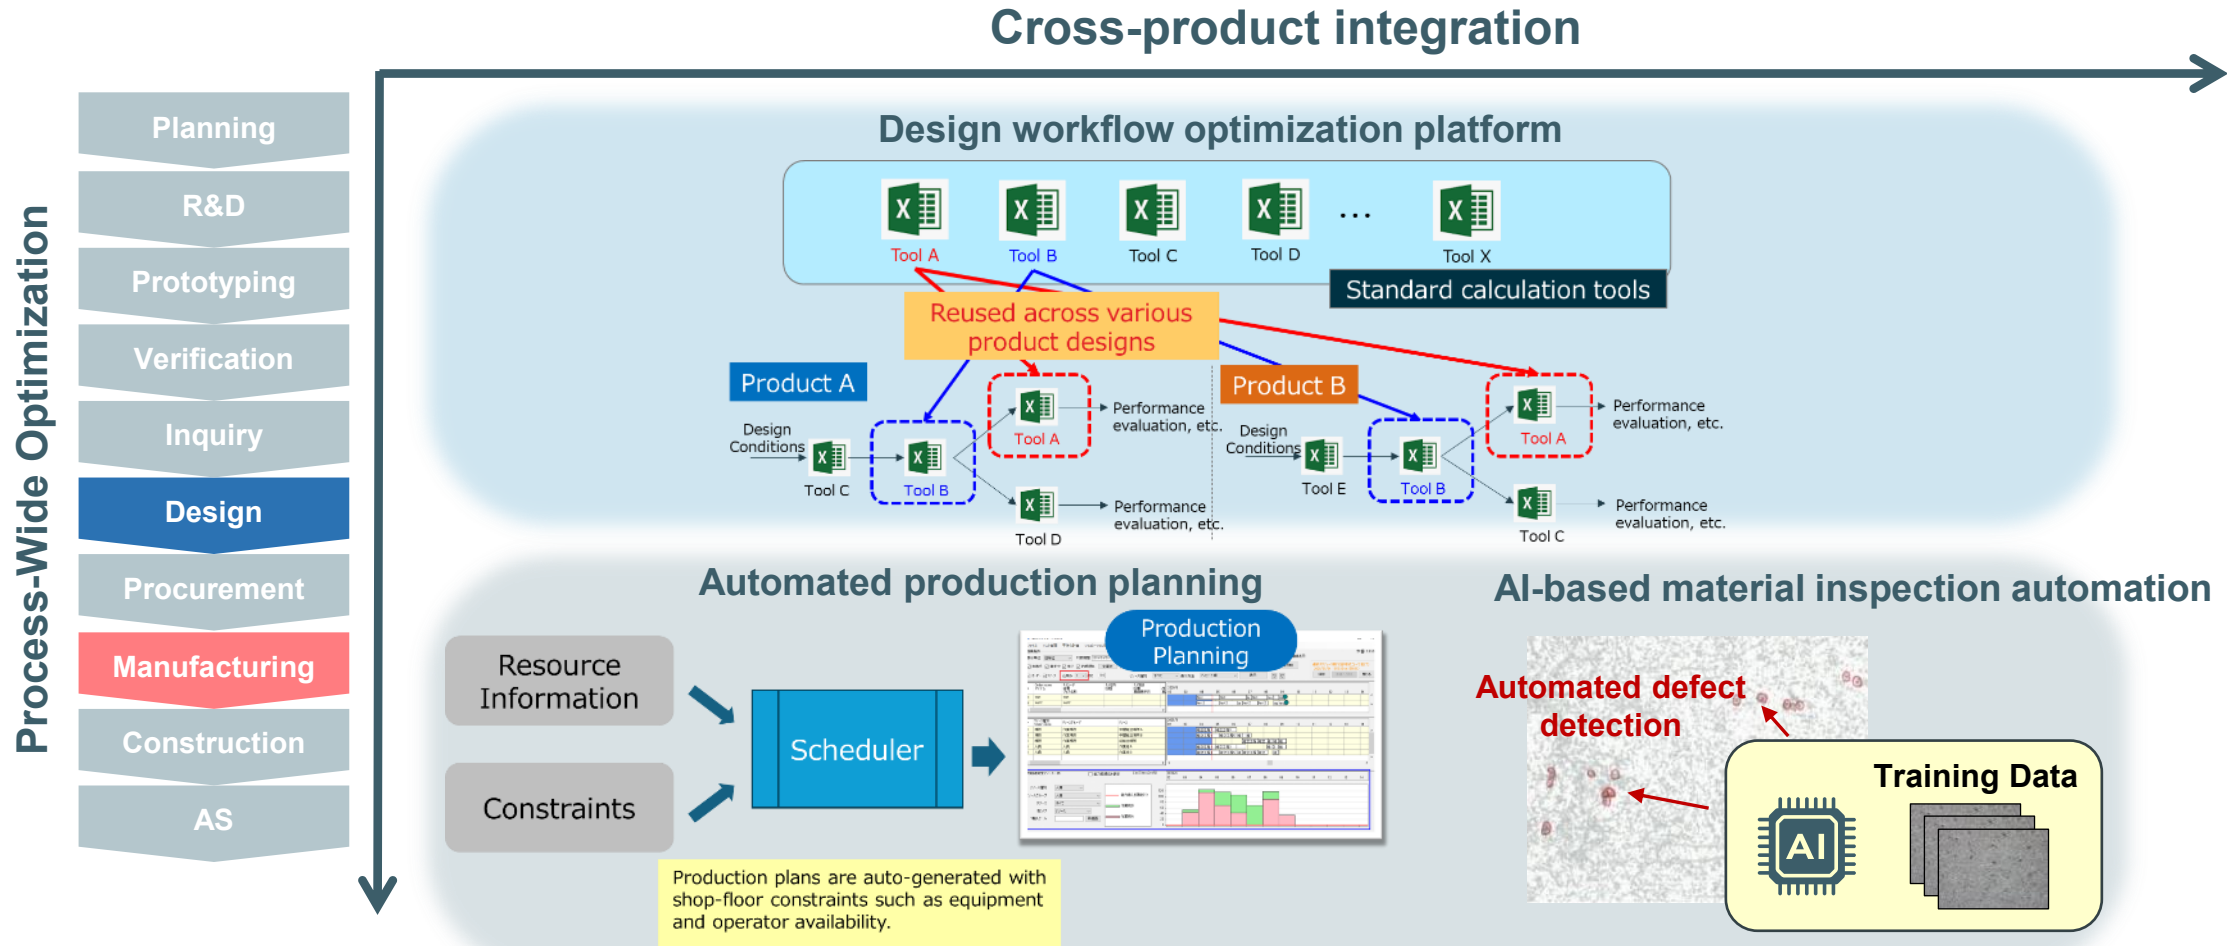 Cross-product integration
Process-Wide Optimization
Planning
R&D
Prototyping
Verification
Inquiry
Design
Procurement
Manufacturing
Construction
AS
Design workflow optimization platform
Tool A
Tool B
Tool C
Tool D
...
Tool X
Standard calculation tools
Reused across various
product designs
Product A
Design
Conditions
Tool C
Tool B
Tool A
Performance
evaluation, etc.
Tool D
Performance
evaluation, etc.
Product B
Design
Conditions
Tool E
Tool B
Tool A
Performance
evaluation, etc.
Tool C
Performance
evaluation, etc.
Automated production planning
Resource
Information
Constraints
Scheduler
Production
Planning
Production plans are auto-generated with
shop-floor constraints such as equipment
and operator availability.
AI-based material inspection automation
Automated defect
detection
Training Data
AI